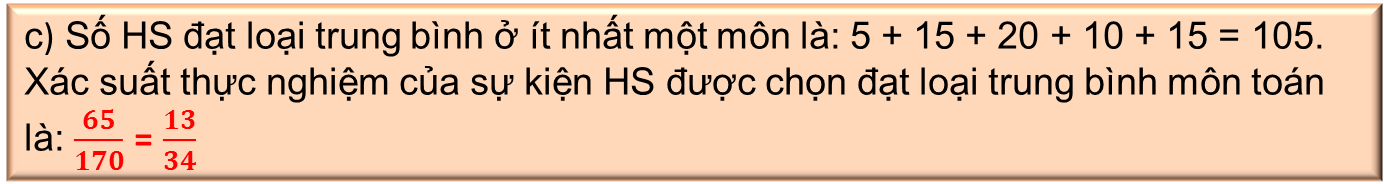 c) Số HS đạt loại trung bình ở ít nhất một môn là: 5 + 15 + 20 + 10 + 15 = 105.
Xác suất thực nghiệm của sự kiện HS được chọn đạt loại trung bình môn toán
là: 65/170 = 13/34